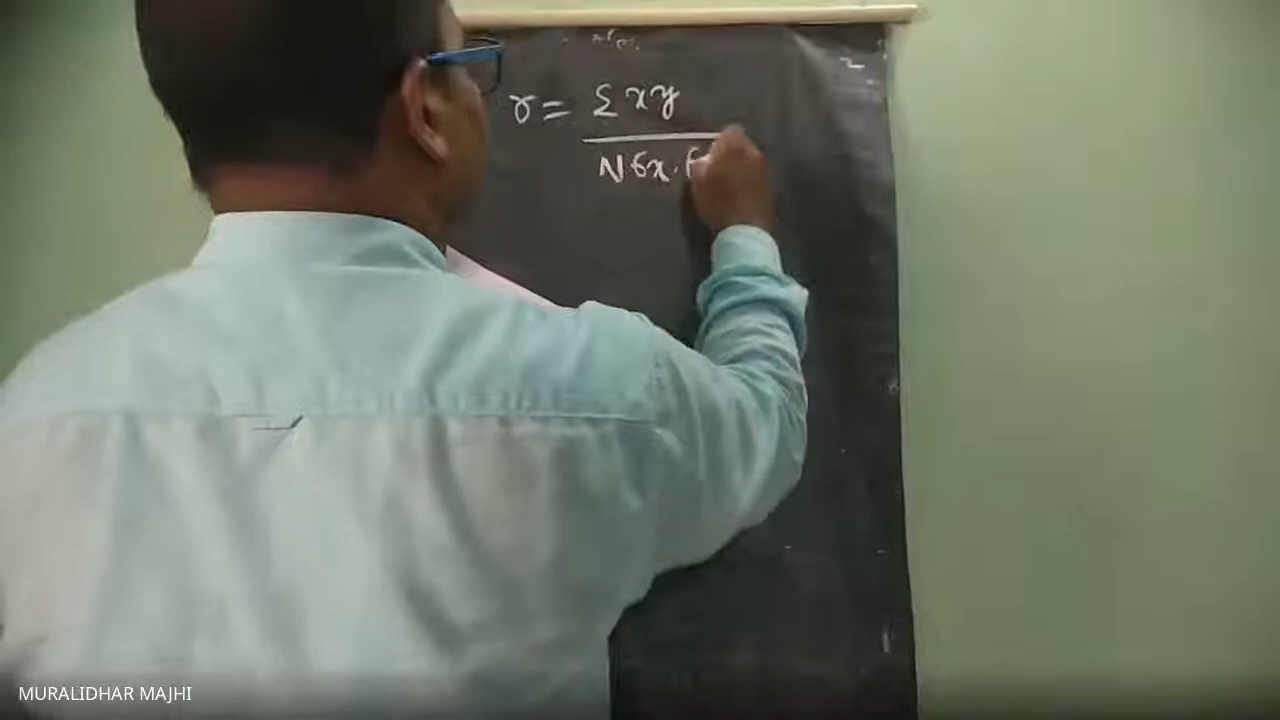 r = Σxy
Nσx.σ
MURALIDHAR MAJHI